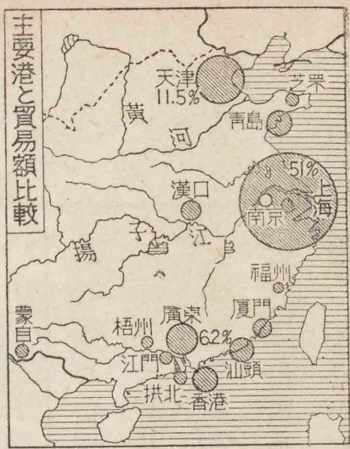 主要港と貿易額比較
天津
11.5%
芝罘
黄河
靑島
51%
上海
南京
漢口
揚子江
福州
厦門
汕頭
廣東
6.2%
梧州
江門
拱北
香港
蒙自